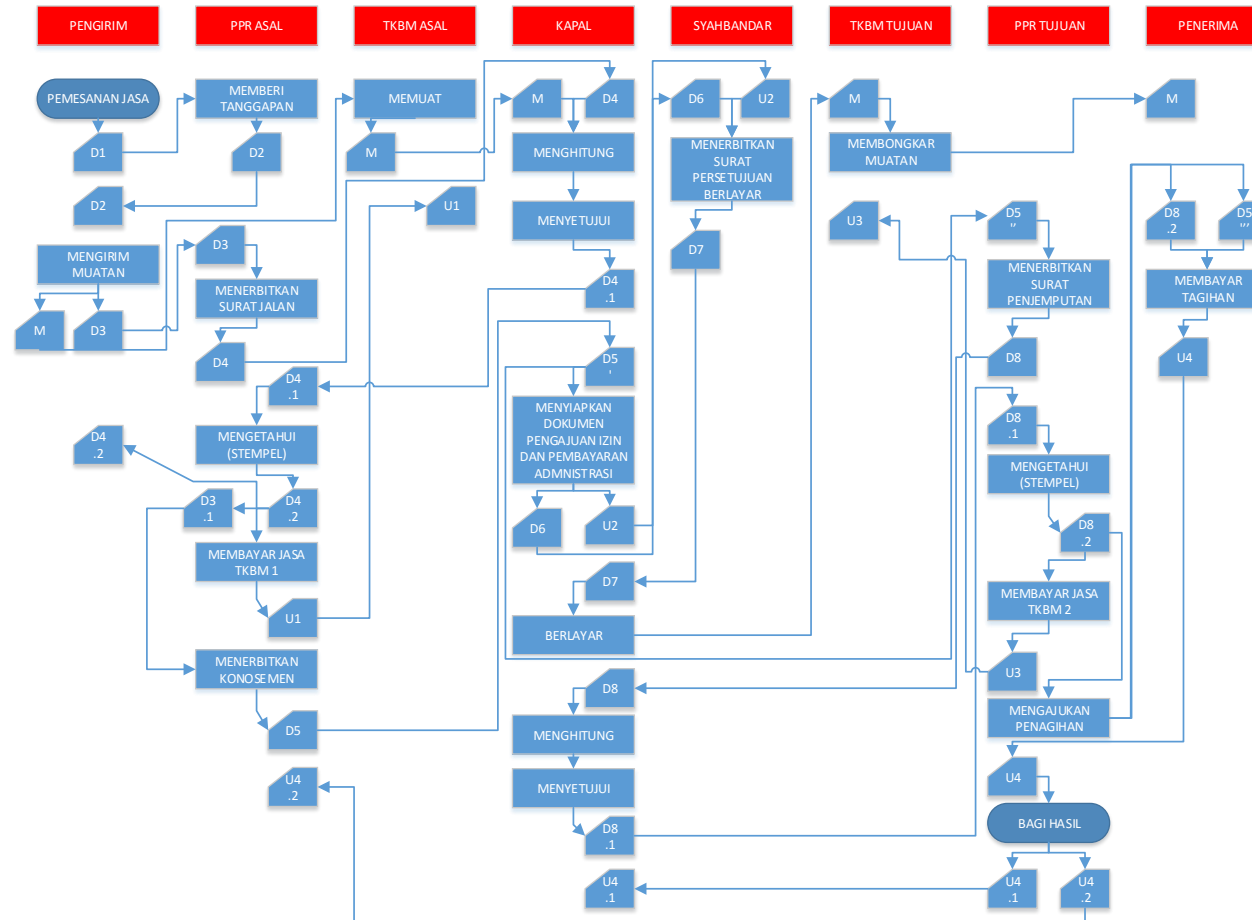 PENGIRIM
PPR ASAL
TKBM ASAL
KAPAL
SYAHBANDAR
TKBM TUJUAN
PPR TUJUAN
PENERIMA
PEMESANAN JASA
D1
D2
MENGIRIM
MUATAN
M
D3
D4
.2
MEMBERI
TANGGAPAN
D2
D3
MENERBITKAN
SURAT JALAN
D4
D4
.1
MENGETAHUI
(STEMPEL)
D3
.1
D4
.2
MEMBAYAR JASA
TKBM 1
U1
MENERBITKAN
KONOSEMEN
D5
U4
.2
MEMUAT
M
U1
M
D4
MENGHITUNG
MENYETUJUI
D4
.1
D5
'
MENYIAPKAN
DOKUMEN
PENGAJUAN IZIN
DAN PEMBAYARAN
ADMNISTRASI
D6
U2
D7
BERLAYAR
D8
MENGHITUNG
MENYETUJUI
D8
.1
U4
.1
D6
U2
MENERBITKAN
SURAT
PERSETUJUAN
BERLAYAR
D7
M
MEMBONGKAR
MUATAN
U3
D5
''
MENERBITKAN
SURAT
PENJEMPUTAN
D8
D8
.1
MENGETAHUI
(STEMPEL)
D8
.2
MEMBAYAR JASA
TKBM 2
U3
MENGAJUKAN
PENAGIHAN
U4
BAGI HASIL
U4
.1
U4
.2
M
D8
.2
D5
'''
MEMBAYAR
TAGIHAN
U4